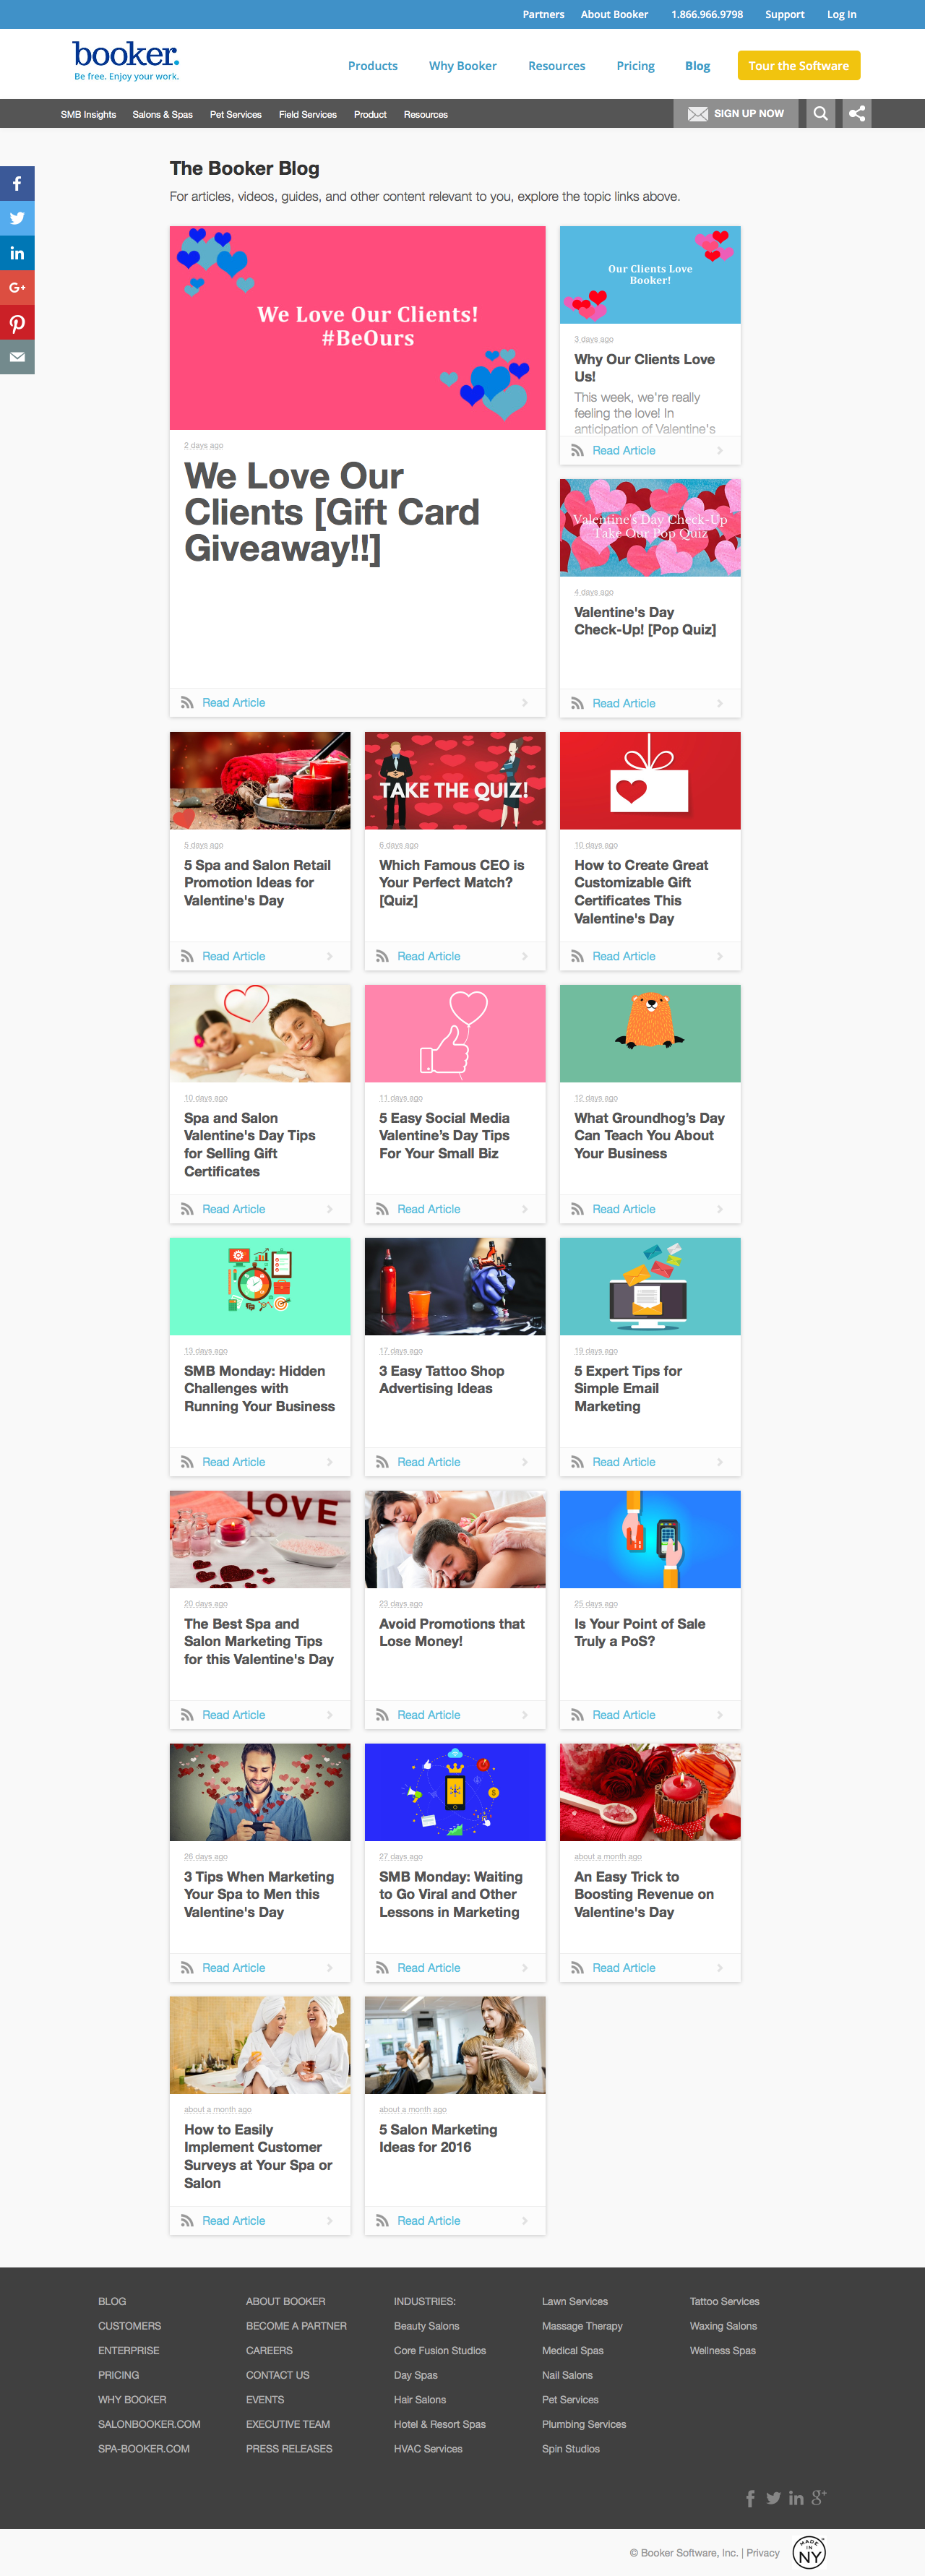 Partners About Booker 1.866.966.9798 Support Log In
booker.
Be free. Enjoy your work.
Products Why Booker Resources Pricing Blog Tour the Software
SMB Insights Salons & Spas Pet Services Field Services Product Resources SIGN UP NOW
The Booker Blog
For articles, videos, guides, and other content relevant to you, explore the topic links above.
We Love Our Clients!
#BeOurs
2 days ago
We Love Our
Clients [Gift Card
Giveaway!!]
Read Article
Our Clients Love
Booker!
3 days ago
Why Our Clients Love
Us!
This week, we're really
feeling the love! In
anticipation of Valentine's
Read Article
Valentine's Day Check-Up
Take Our Pop Quiz
4 days ago
Valentine's Day
Check-Up! [Pop Quiz]
Read Article
5 days ago
5 Spa and Salon Retail
Promotion Ideas for
Valentine's Day
Read Article
TAKE THE QUIZ!
6 days ago
Which Famous CEO is
Your Perfect Match?
[Quiz]
Read Article
10 days ago
How to Create Great
Customizable Gift
Certificates This
Valentine's Day
Read Article
10 days ago
Spa and Salon
Valentine's Day Tips
for Selling Gift
Certificates
Read Article
11 days ago
5 Easy Social Media
Valentine's Day Tips
For Your Small Biz
Read Article
12 days ago
What Groundhog's Day
Can Teach You About
Your Business
Read Article
13 days ago
SMB Monday: Hidden
Challenges with
Running Your Business
Read Article
17 days ago
3 Easy Tattoo Shop
Advertising Ideas
Read Article
19 days ago
5 Expert Tips for
Simple Email
Marketing
Read Article
LOVE
20 days ago
The Best Spa and
Salon Marketing Tips
for this Valentine's Day
Read Article
23 days ago
Avoid Promotions that
Lose Money!
Read Article
25 days ago
Is Your Point of Sale
Truly a PoS?
Read Article
26 days ago
3 Tips When Marketing
Your Spa to Men this
Valentine's Day
Read Article
27 days ago
SMB Monday: Waiting
to Go Viral and Other
Lessons in Marketing
Read Article
about a month ago
An Easy Trick to
Boosting Revenue on
Valentine's Day
Read Article
about a month ago
How to Easily
Implement Customer
Surveys at Your Spa or
Salon
Read Article
about a month ago
5 Salon Marketing
Ideas for 2016
Read Article
BLOG
CUSTOMERS
ENTERPRISE
PRICING
WHY BOOKER
SALONBOOKER.COM
SPA-BOOKER.COM
ABOUT BOOKER
BECOME A PARTNER
CAREERS
CONTACT US
EVENTS
EXECUTIVE TEAM
PRESS RELEASES
INDUSTRIES:
Beauty Salons
Core Fusion Studios
Day Spas
Hair Salons
Hotel & Resort Spas
HVAC Services
Lawn Services
Massage Therapy
Medical Spas
Nail Salons
Pet Services
Plumbing Services
Spin Studios
Tattoo Services
Waxing Salons
Wellness Spas
© Booker Software, Inc. | Privacy
MADE IN NY